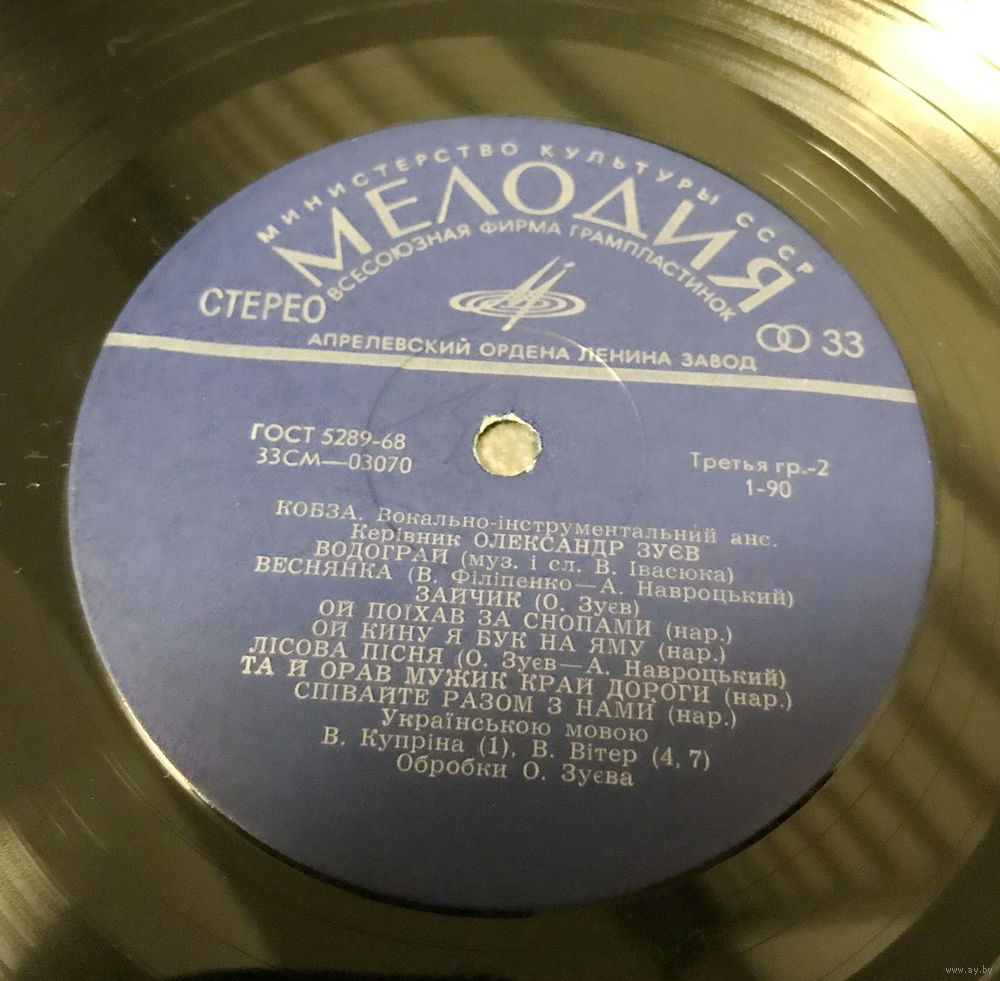 МИНИСТЕРСТВО КУЛЬТУРЫ СССР
МЕЛОДИЯ
ВСЕСОЮЗНАЯ ФИРМА ГРАМПЛАСТИНОК
СТЕРЕО
33
АПРЕЛЕВСКИЙ ОРДЕНА ЛЕНИНА ЗАВОД
ГОСТ 5289-68
33СМ—03070
Третья гр.-2
1-90
КОБЗА. Вокально-інструментальний анс.
Керівник ОЛЕКСАНДР ЗУЄВ
ВОДОГРАЙ (муз. і сл. В. Івасюка)
ВЕСНЯНКА (В. Філіпенко—А. Навроцький)
ЗАЙЧИК (О. Зуєв)
ОЙ ПОЇХАВ ЗА СНОПАМИ (нар.)
ОЙ КИНУ Я БУК НА ЯМУ (нар.)
ЛІСОВА ПІСНЯ (О. Зуєв—А. Навроцький)
ТА Й ОРАВ МУЖИК КРАЙ ДОРОГИ (нар.)
СПІВАЙТЕ РАЗОМ З НАМИ (нар.)
Українською мовою
В. Купріна (1), В. Вітер (4, 7)
Обробки О. Зуєва
www.ay.by